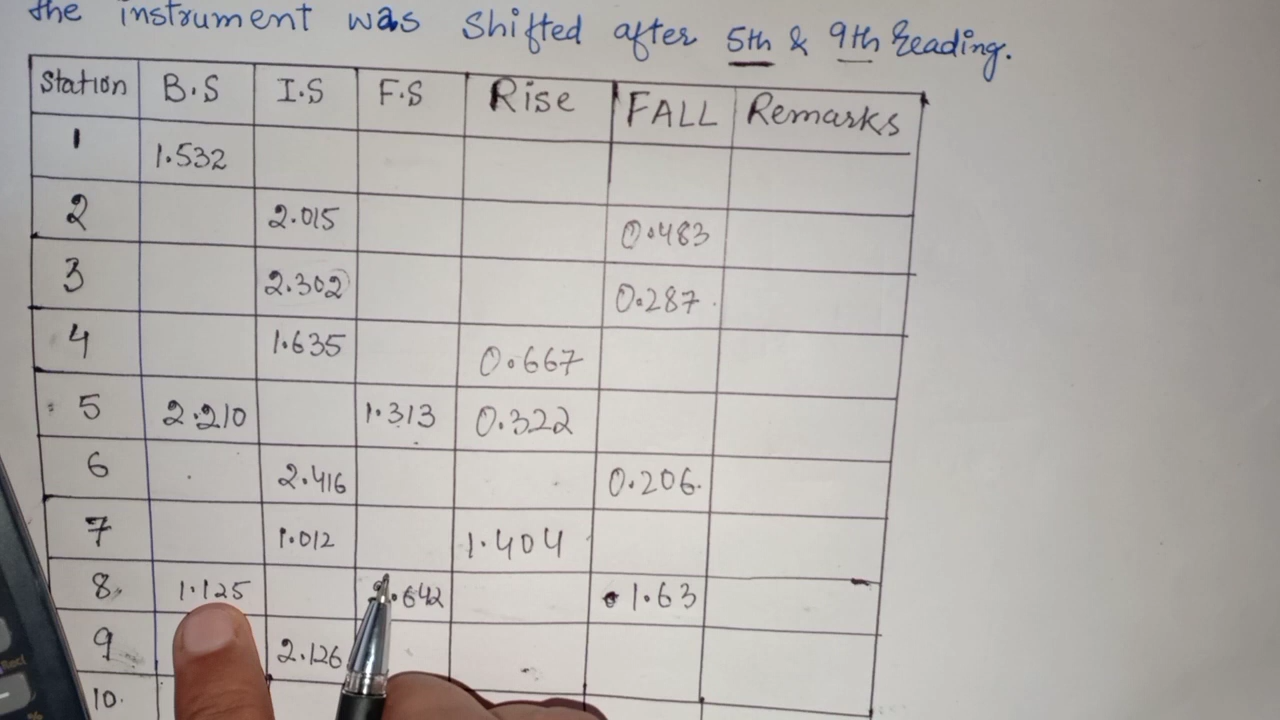 the instrument was Shifted after 5th & 9th reading.
Station B.S I.S F.S Rise FALL Remarks
1 1.532
2 2.015 0.483
3 2.302 0.287
4 1.635 0.667
5 2.210 1.313 0.322
6 2.416 0.206
7 1.012 1.404
8 1.125 .642 1.63
9 2.126
10.